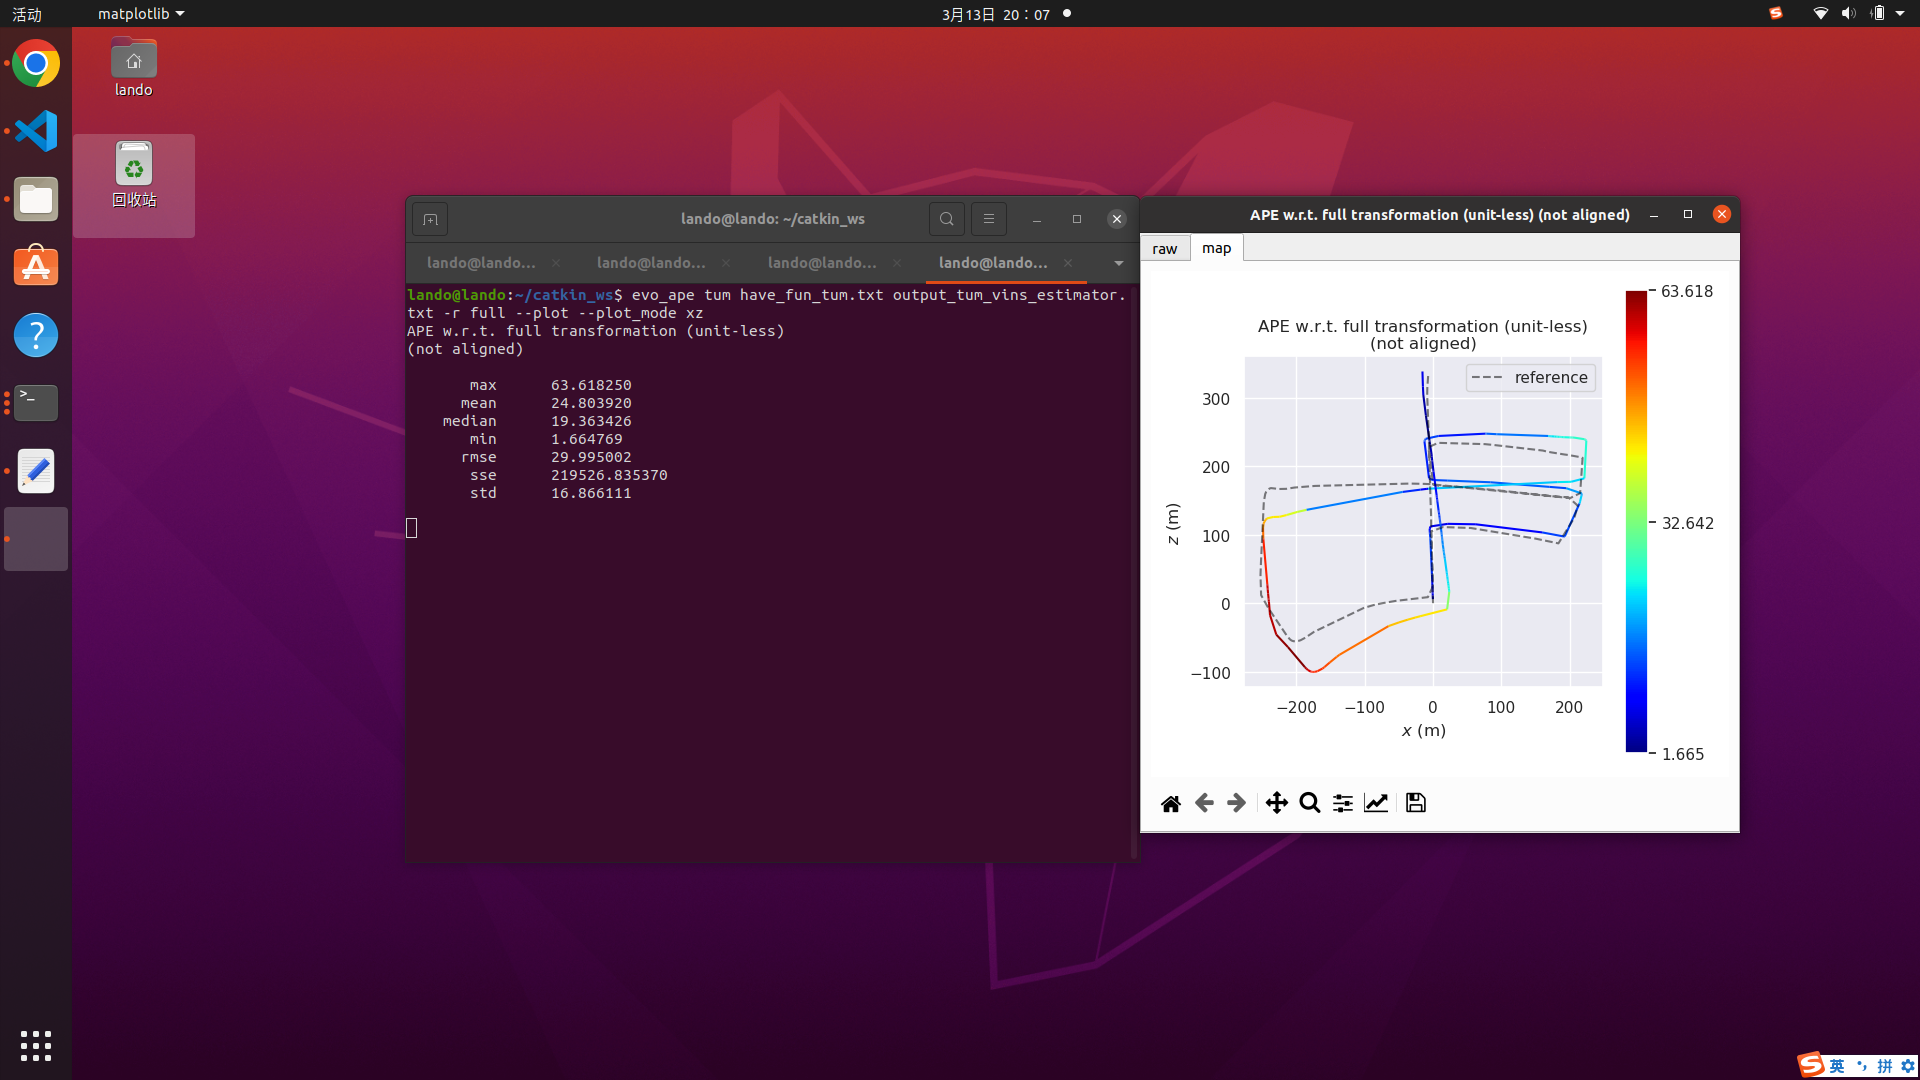 活动
matplotlib
3月13日 20：07
lando
回收站
lando@lando: ~/catkin_ws
lando@lando...
lando@lando...
lando@lando...
lando@lando...
lando@lando:~/catkin_ws$ evo_ape tum have_fun_tum.txt output_tum_vins_estimator.
txt -r full --plot --plot_mode xz
APE w.r.t. full transformation (unit-less)
(not aligned)
max 63.618250
mean 24.803920
median 19.363426
min 1.664769
rmse 29.995002
sse 219526.835370
std 16.866111
APE w.r.t. full transformation (unit-less) (not aligned)
raw
map
APE w.r.t. full transformation (unit-less)
(not aligned)
reference
300
200
100
0
−100
z (m)
−200
−100
0
100
200
x (m)
63.618
32.642
1.665
英
拼